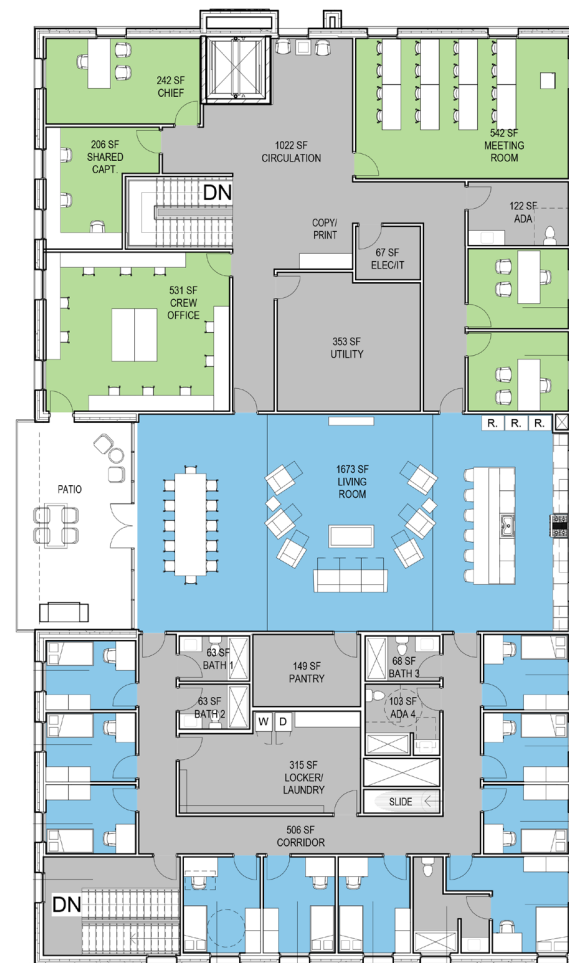 242 SF
CHIEF
206 SF
SHARED
CAPT.
1022 SF
CIRCULATION
542 SF
MEETING
ROOM
DN
COPY/
PRINT
122 SF
ADA
67 SF
ELEC/IT
531 SF
CREW
OFFICE
353 SF
UTILITY
R. R. R.
PATIO
1673 SF
LIVING
ROOM
63 SF
BATH 1
149 SF
PANTRY
68 SF
BATH 3
63 SF
BATH 2
103 SF
ADA 4
W D
315 SF
LOCKER/
LAUNDRY
SLIDE
506 SF
CORRIDOR
DN